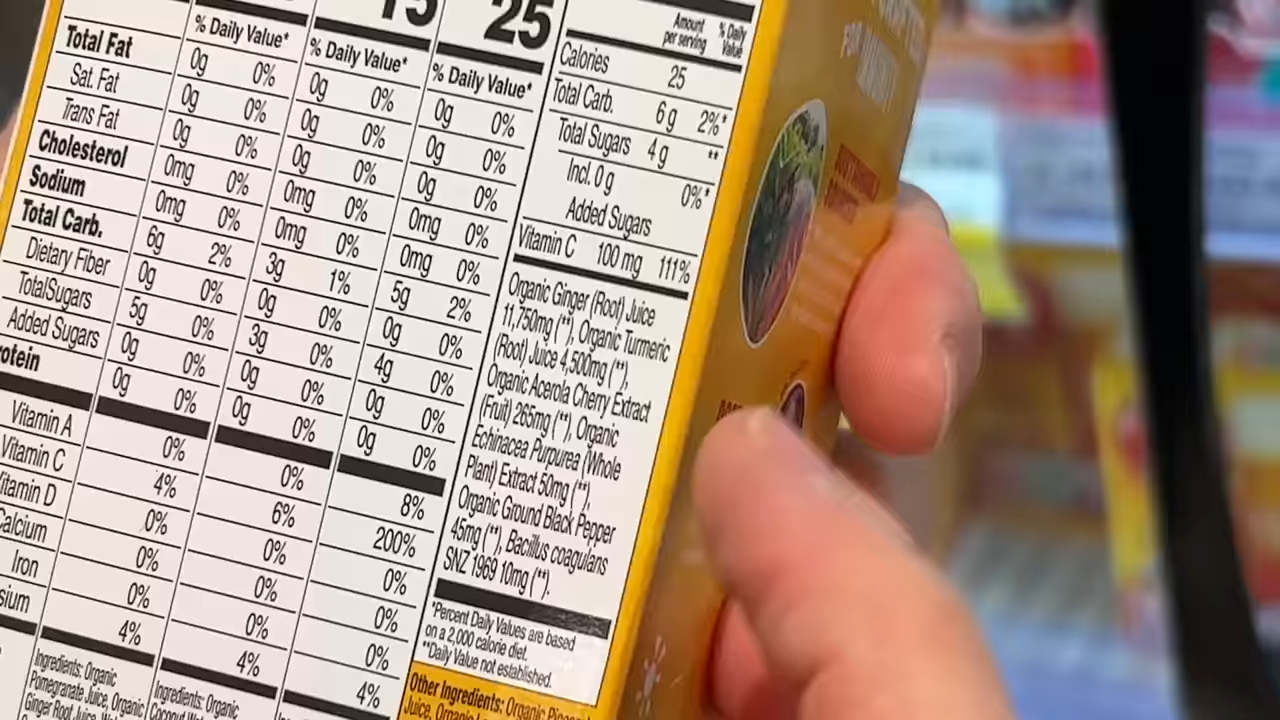 15
25
% Daily Value*
% Daily Value*
% Daily Value*
Total Fat 0g 0% 0g 0% 0g 0%
Sat. Fat 0g 0% 0g 0% 0g 0%
Trans Fat 0g 0% 0g 0% 0g 0%
Cholesterol 0mg 0% 0mg 0% 0mg 0%
Sodium 0mg 0% 0mg 0% 0mg 0%
Total Carb. 6g 2% 3g 1% 5g 2%
Dietary Fiber 0g 0% 0g 0% 0g 0%
TotalSugars 5g 0% 3g 0% 4g 0%
Added Sugars 0g 0% 0g 0% 0g 0%
rotein 0g 0% 0g 0% 0g 0%
Vitamin A 0% 0% 8%
Vitamin C 4% 6% 200%
itamin D 0% 0% 0%
Calcium 0% 0% 0%
Iron 0% 0% 0%
sium 4% 4% 4%
Ingredients: Organic
Pomegranate Juice, Organic
Ginger Root Juice,
Ingredients: Organic
Amount
per serving
% Daily
Value
Calories 25
Total Carb. 6 g 2%*
Total Sugars 4 g **
Incl. 0 g 0%*
Added Sugars
Vitamin C 100 mg 111%
Organic Ginger (Root) Juice
11,750mg (**), Organic Turmeric
(Root) Juice 4,500mg (**),
Organic Acerola Cherry Extract
(Fruit) 265mg (**), Organic
Echinacea Purpurea (Whole
Plant) Extract 50mg (**),
Organic Ground Black Pepper
45mg (**), Bacillus coagulans
SNZ 1969 10mg (**).
*Percent Daily Values are based
on a 2,000 calorie diet.
**Daily Value not established.
Other Ingredients: Organic
Juice, Organic